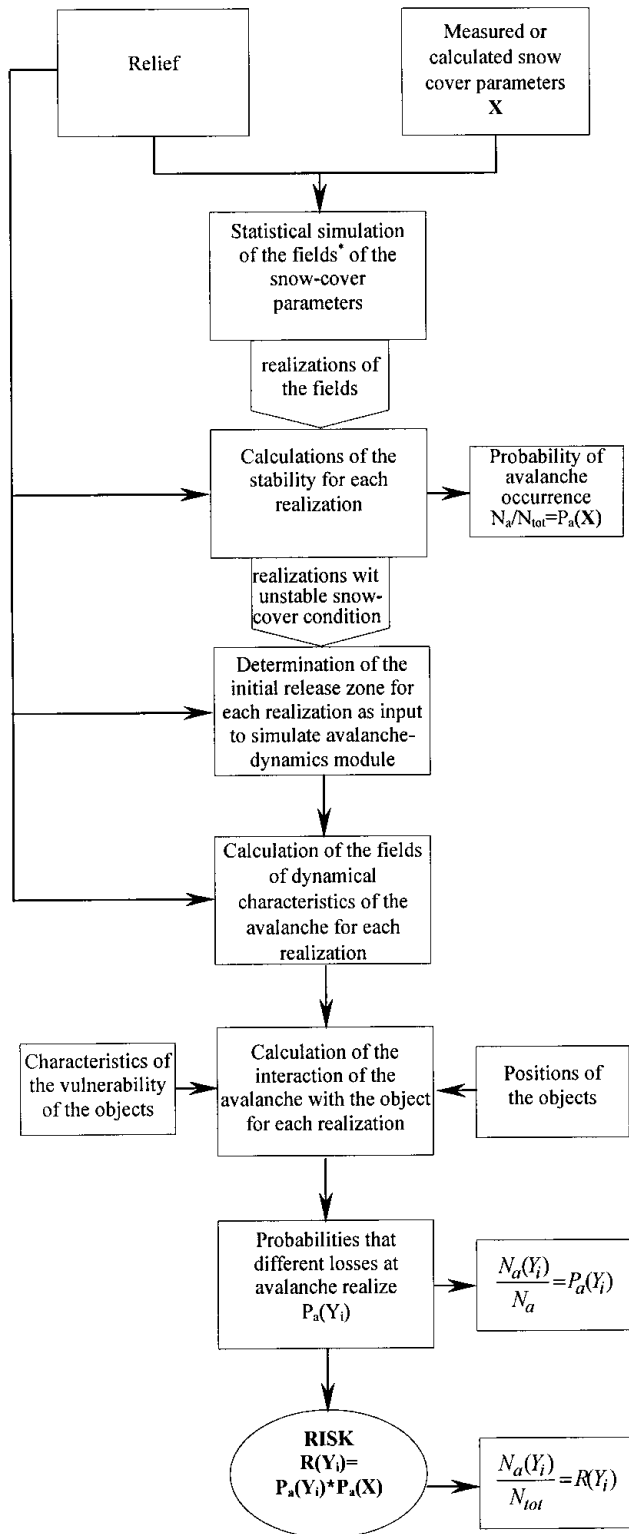 Relief
Measured or
calculated snow
cover parameters
X
Statistical simulation
of the fields* of the
snow-cover
parameters
realizations of
the fields
Calculations of the
stability for each
realization
Probability of
avalanche
occurrence
Nₐ/Nₜₒₜ=Pₐ(X)
realizations wit
unstable snow-
cover condition
Determination of the
initial release zone for
each realization as input
to simulate avalanche-
dynamics module
Calculation of the fields
of dynamical
characteristics of the
avalanche for each
realization
Characteristics of
the vulnerability
of the objects
Calculation of the
interaction of the
avalanche with the object
for each realization
Positions of
the objects
Probabilities that
different losses at
avalanche realize
Pₐ(Yᵢ)
Nₐ(Yᵢ)
Nₐ
=Pₐ(Yᵢ)
RISK
R(Yᵢ)=
Pₐ(Yᵢ)*Pₐ(X)
Nₐ(Yᵢ)
Nₜₒₜ
=R(Yᵢ)